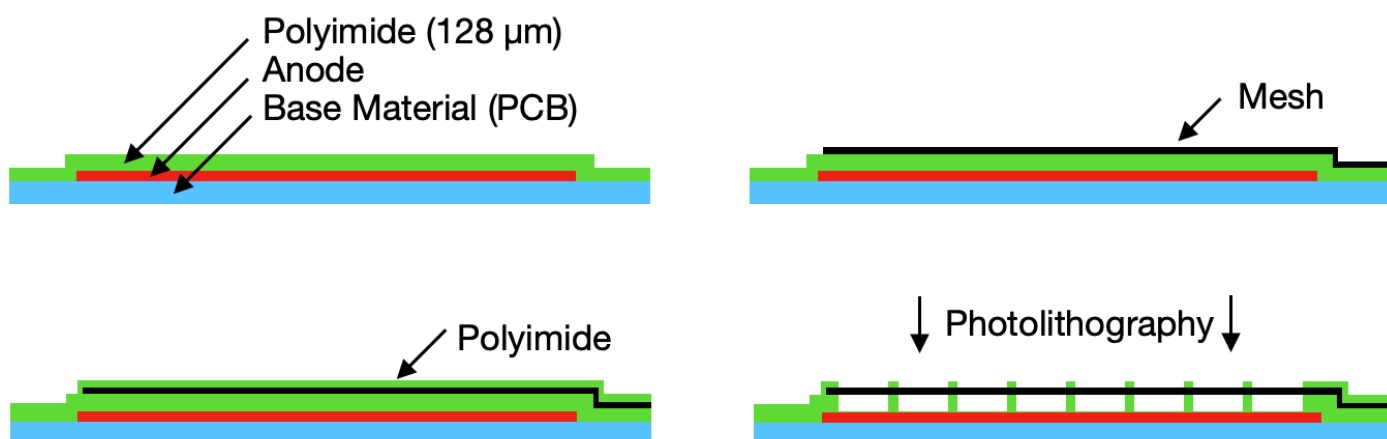 Polyimide (128 µm)
Anode
Base Material (PCB)
Mesh
Polyimide
Photolithography